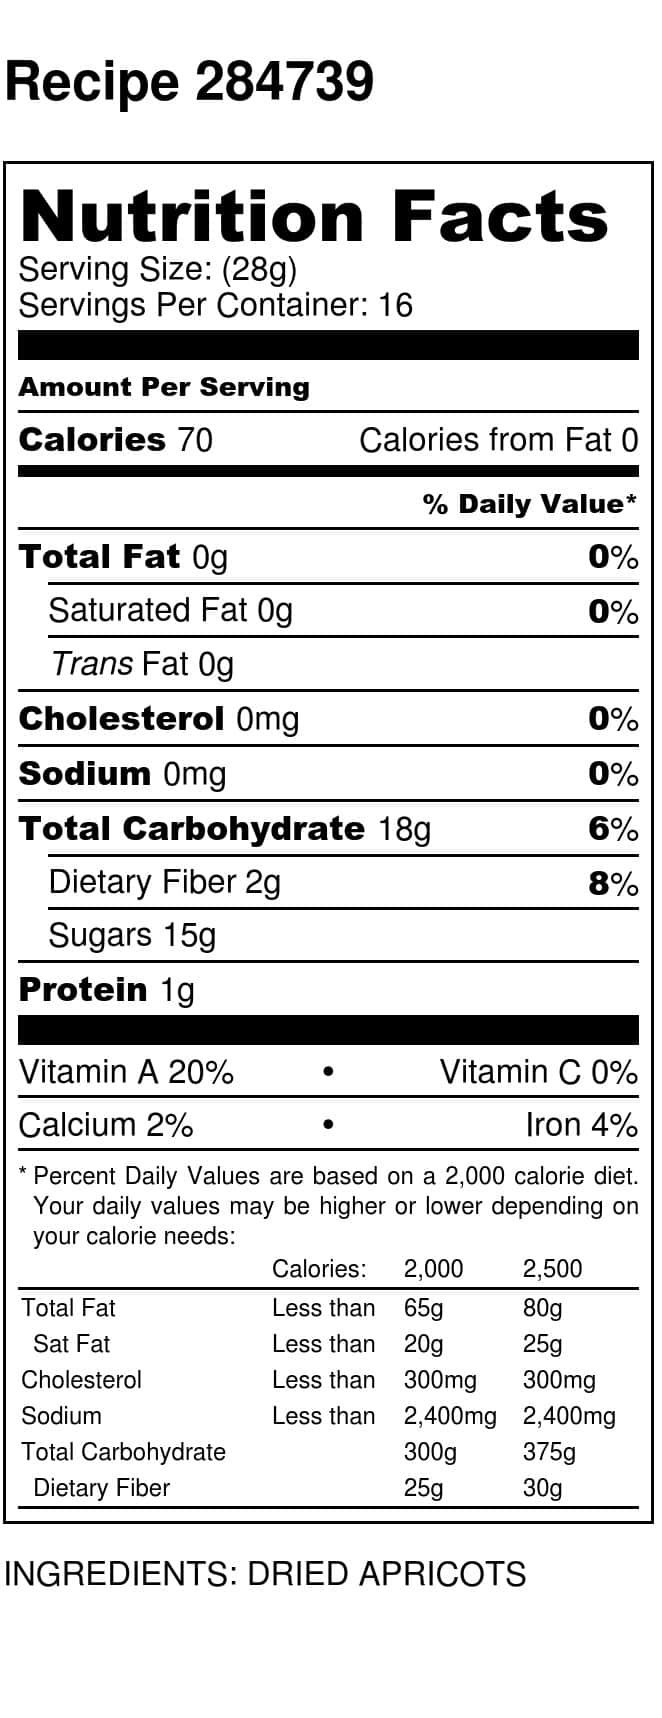 Recipe 284739
Nutrition Facts
Serving Size: (28g)
Servings Per Container: 16
Amount Per Serving
Calories 70 Calories from Fat 0
% Daily Value*
Total Fat 0g 0%
Saturated Fat 0g 0%
Trans Fat 0g
Cholesterol 0mg 0%
Sodium 0mg 0%
Total Carbohydrate 18g 6%
Dietary Fiber 2g 8%
Sugars 15g
Protein 1g
Vitamin A 20% • Vitamin C 0%
Calcium 2% • Iron 4%
* Percent Daily Values are based on a 2,000 calorie diet.
Your daily values may be higher or lower depending on
your calorie needs:
Calories: 2,000 2,500
Total Fat Less than 65g 80g
Sat Fat Less than 20g 25g
Cholesterol Less than 300mg 300mg
Sodium Less than 2,400mg 2,400mg
Total Carbohydrate 300g 375g
Dietary Fiber 25g 30g
INGREDIENTS: DRIED APRICOTS